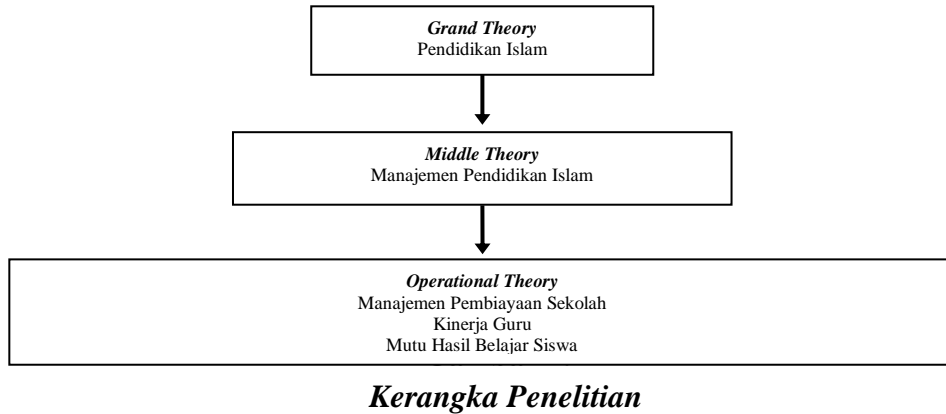 Grand Theory
Pendidikan Islam
Middle Theory
Manajemen Pendidikan Islam
Operational Theory
Manajemen Pembiayaan Sekolah
Kinerja Guru
Mutu Hasil Belajar Siswa
Kerangka Penelitian